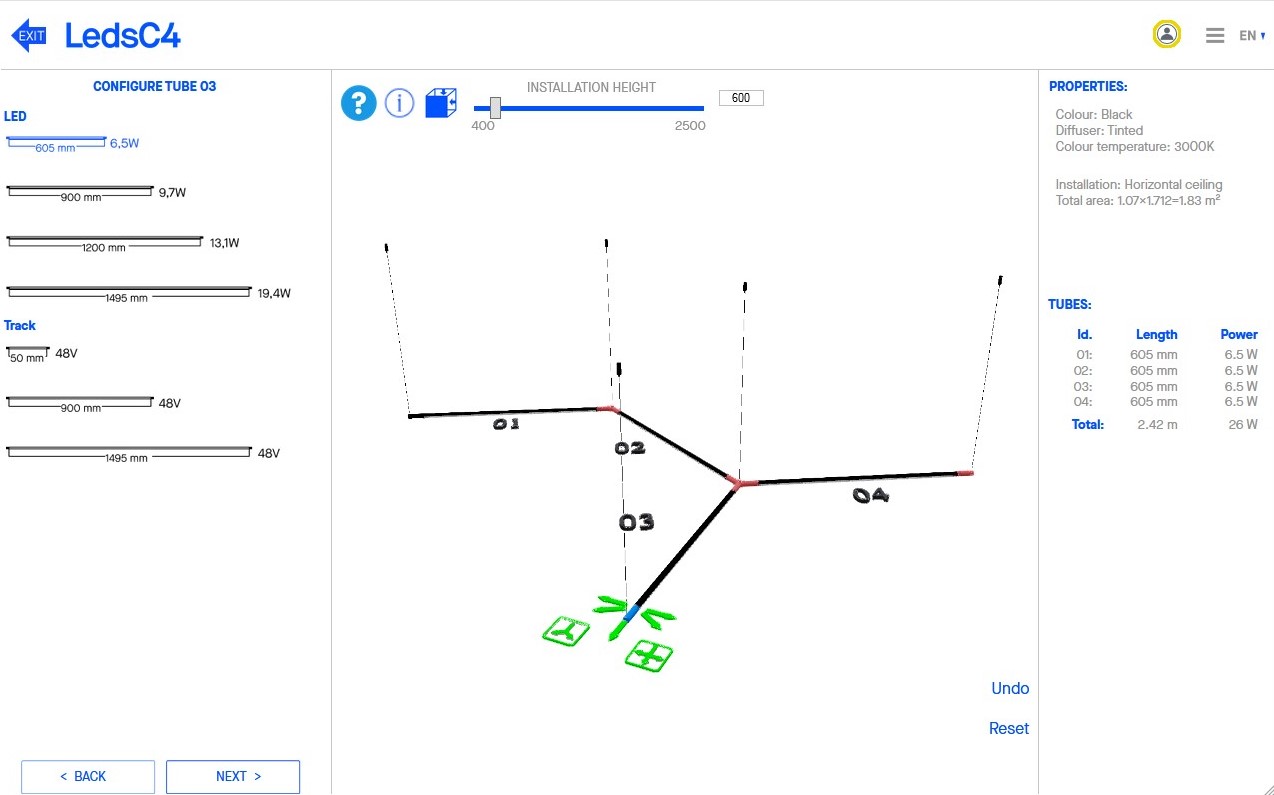 EXIT LedsC4
EN
CONFIGURE TUBE 03
LED
605 mm 6,5W
900 mm 9,7W
1200 mm 13,1W
1495 mm 19,4W
Track
50 mm 48V
900 mm 48V
1495 mm 48V
< BACK
NEXT >
? i
INSTALLATION HEIGHT
600
400 2500
01
02
03
04
Undo
Reset
PROPERTIES:
Colour: Black
Diffuser: Tinted
Colour temperature: 3000K
Installation: Horizontal ceiling
Total area: 1.07×1.712=1.83 m²
TUBES:
Id. Length Power
01: 605 mm 6.5 W
02: 605 mm 6.5 W
03: 605 mm 6.5 W
04: 605 mm 6.5 W
Total: 2.42 m 26 W